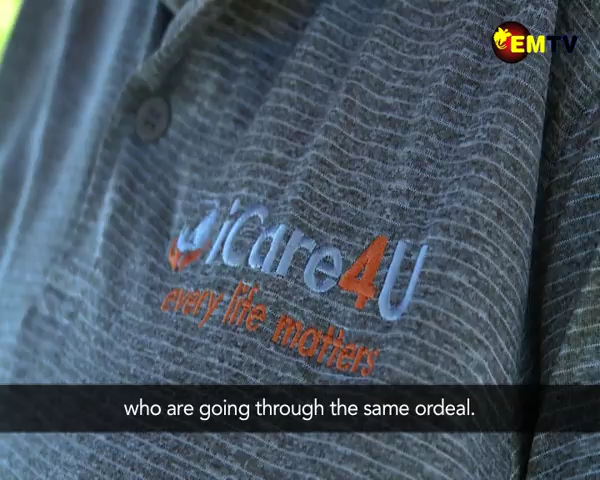 EMTV
iCare4U
every life matters
who are going through the same ordeal.